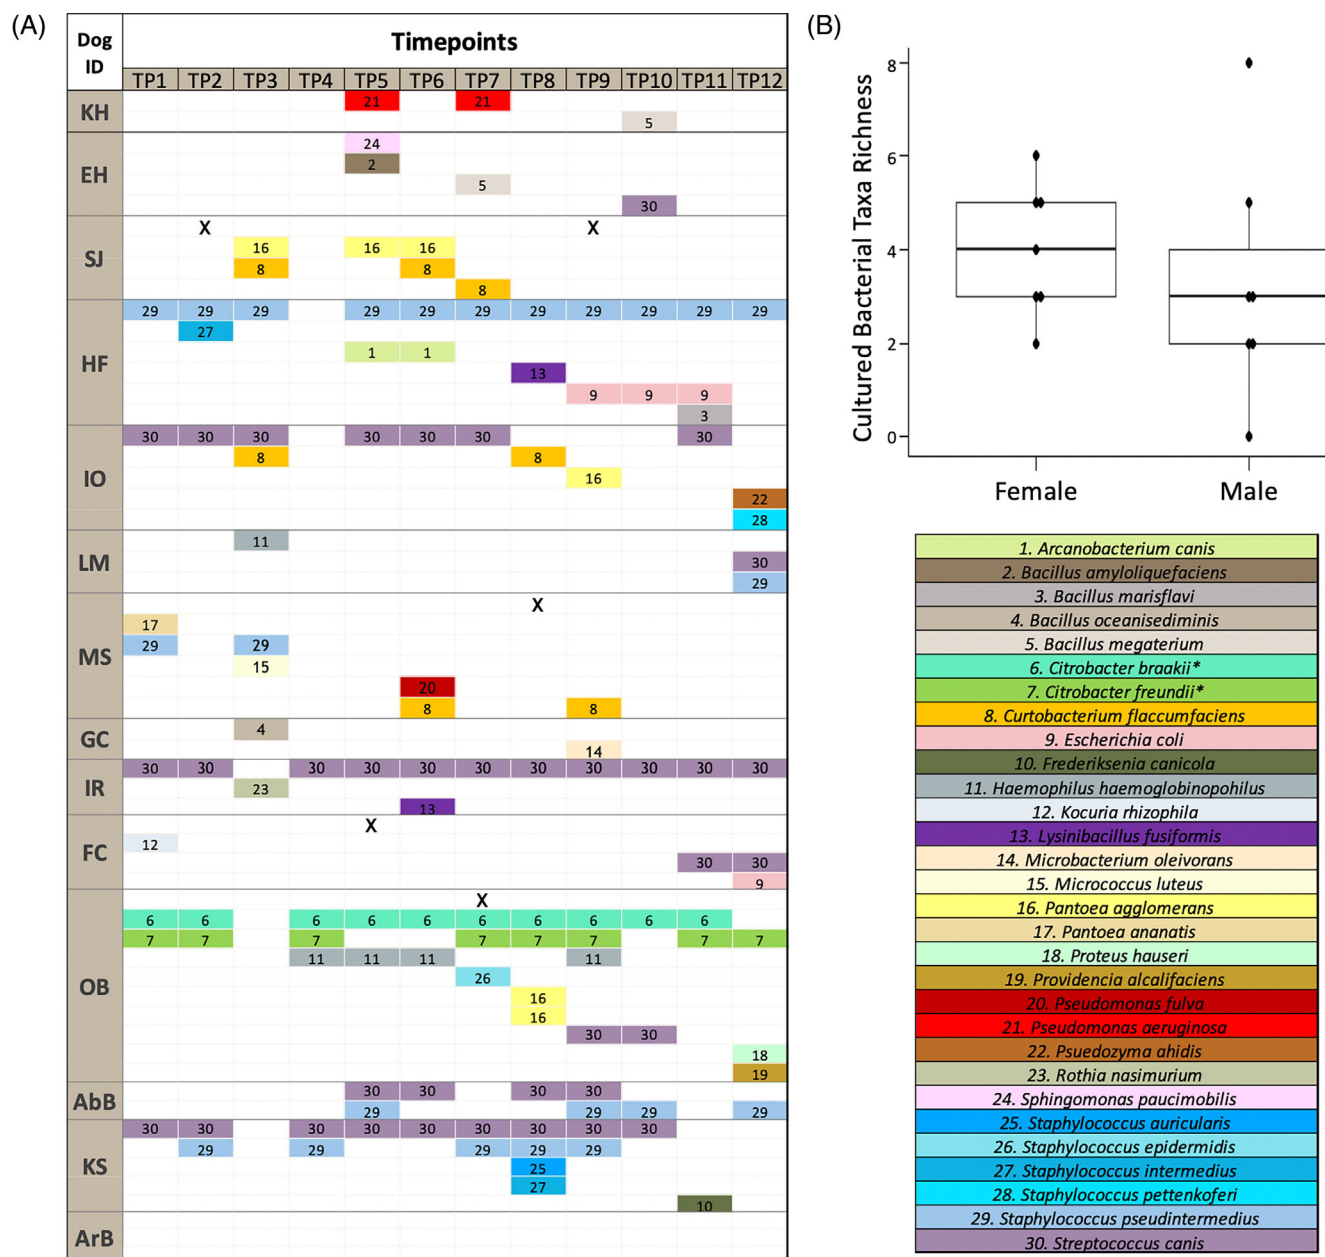 (A)
Dog ID
Timepoints
TP1 TP2 TP3 TP4 TP5 TP6 TP7 TP8 TP9 TP10 TP11 TP12
KH
21 21
5
EH
24
2
5
30
SJ
X X
16 16 16
8 8
8
HF
29 29 29 29 29 29 29 29 29 29 29
27
1 1
13
9 9 9
3
IO
30 30 30 30 30 30 30
8 8
16
22
28
LM
11
30
29
MS
X
17
29 29
15
20
8 8
GC
4
14
IR
30 30 30 30 30 30 30 30 30 30 30
23
13
FC
X
12
30 30
9
OB
X
6 6 6 6 6 6 6 6 6 6
7 7 7 7 7 7 7 7
11 11 11 11
26
16
16
30 30
18
19
AbB
30 30 30 30
29 29 29 29
KS
30 30 30 30 30 30 30 30 30
29 29 29 29 29
25
27
10
ArB
(B)
Cultured Bacterial Taxa Richness
8
6
4
2
0
Female Male
1. Arcanobacterium canis
2. Bacillus amyloliquefaciens
3. Bacillus marisflavi
4. Bacillus oceanisediminis
5. Bacillus megaterium
6. Citrobacter braakii*
7. Citrobacter freundii*
8. Curtobacterium flaccumfaciens
9. Escherichia coli
10. Frederiksenia canicola
11. Haemophilus haemoglobinopohilus
12. Kocuria rhizophila
13. Lysinibacillus fusiformis
14. Microbacterium oleivorans
15. Micrococcus luteus
16. Pantoea agglomerans
17. Pantoea ananatis
18. Proteus hauseri
19. Providencia alcalifaciens
20. Pseudomonas fulva
21. Pseudomonas aeruginosa
22. Psuedozyma ahidis
23. Rothia nasimurium
24. Sphingomonas paucimobilis
25. Staphylococcus auricularis
26. Staphylococcus epidermidis
27. Staphylococcus intermedius
28. Staphylococcus pettenkoferi
29. Staphylococcus pseudintermedius
30. Streptococcus canis